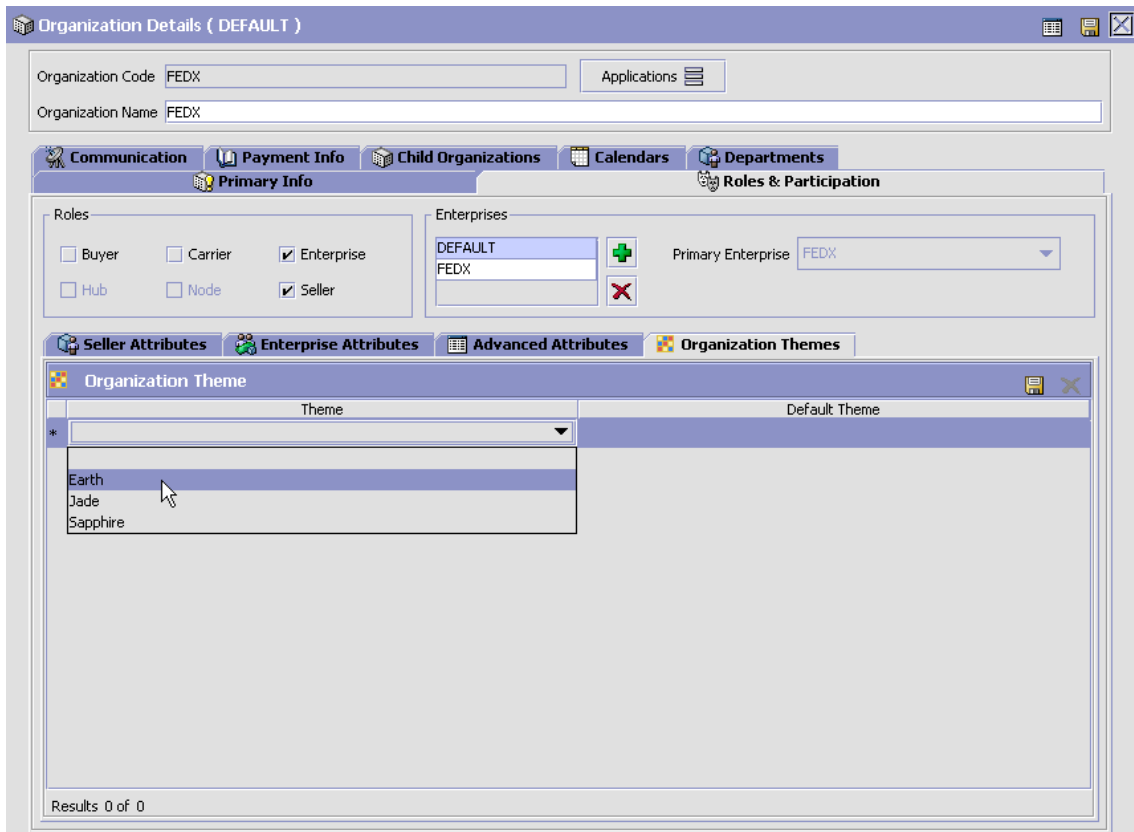 Organization Details ( DEFAULT )
Organization Code FEDX Applications
Organization Name FEDX
Communication Payment Info Child Organizations Calendars Departments
Primary Info Roles & Participation
Roles Enterprises
Buyer Carrier Enterprise DEFAULT Primary Enterprise FEDX
FEDX
Hub Node Seller
Seller Attributes Enterprise Attributes Advanced Attributes Organization Themes
Organization Theme
Theme Default Theme
*
Earth
Jade
Sapphire
Results 0 of 0